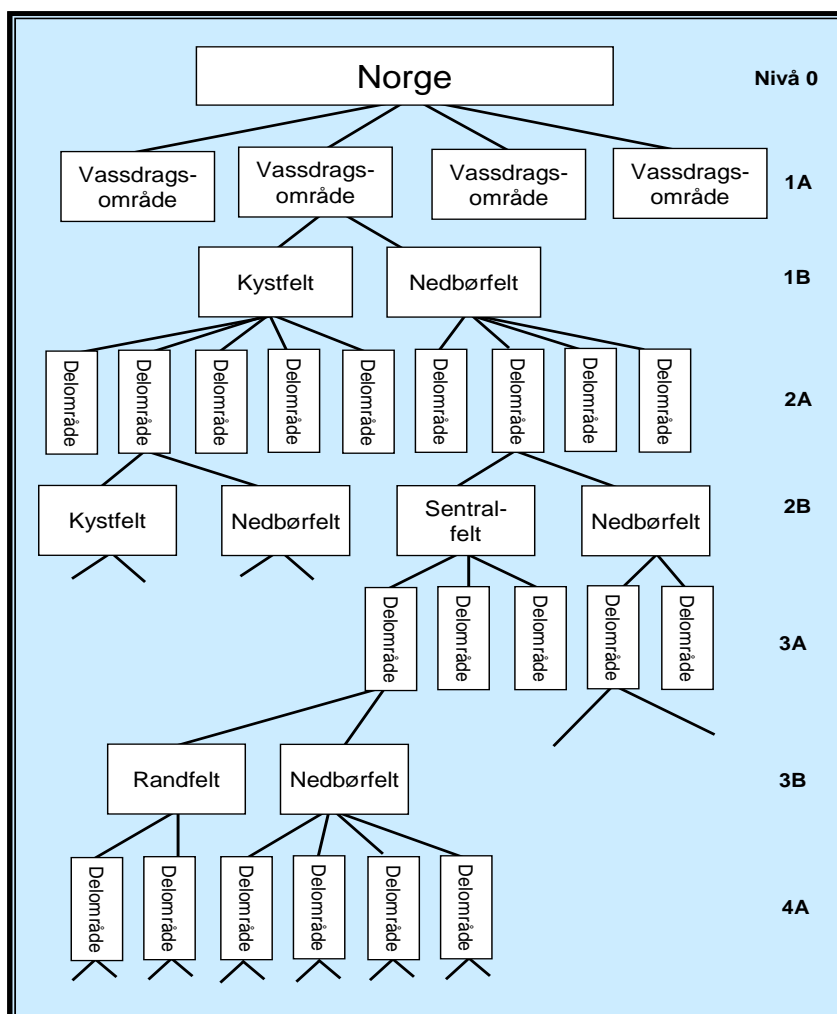 Norge
Nivå 0
Vassdrags-
område
Vassdrags-
område
Vassdrags-
område
Vassdrags-
område
1A
Kystfelt
Nedbørfelt
1B
Delområde
Delområde
Delområde
Delområde
Delområde
Delområde
Delområde
Delområde
Delområde
2A
Kystfelt
Nedbørfelt
Sentral-
felt
Nedbørfelt
2B
Delområde
Delområde
Delområde
Delområde
Delområde
3A
Randfelt
Nedbørfelt
3B
Delområde
Delområde
Delområde
Delområde
Delområde
Delområde
4A